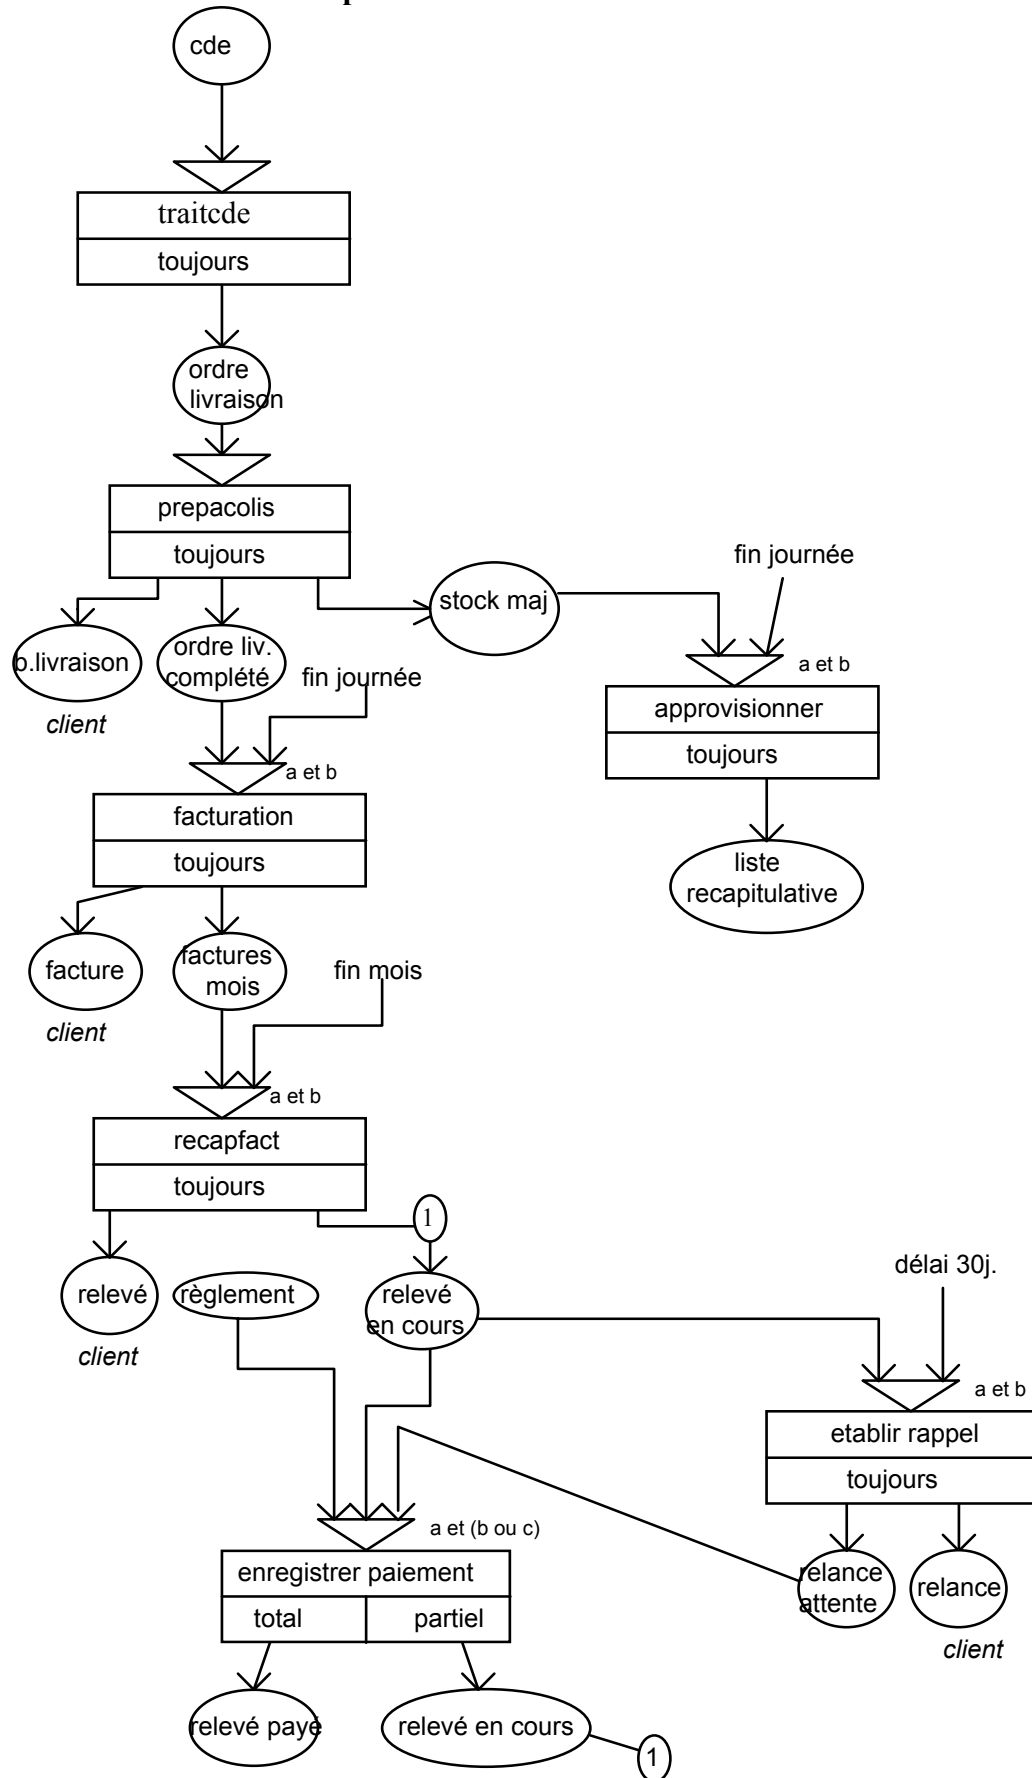 cde
traitcde
toujours
ordre
livraison
prepacolis
toujours
fin journée
stock maj
b.livraison
ordre liv.
complété
client
fin journée
a et b
approvisionner
toujours
a et b
facturation
toujours
liste
recapitulative
facture
factures
mois
fin mois
client
a et b
recapfact
toujours
1
relevé
règlement
relevé
en cours
délai 30j.
client
a et b
etablir rappel
toujours
a et (b ou c)
enregistrer paiement
total
partiel
relance
attente
relance
client
relevé payé
relevé en cours
1